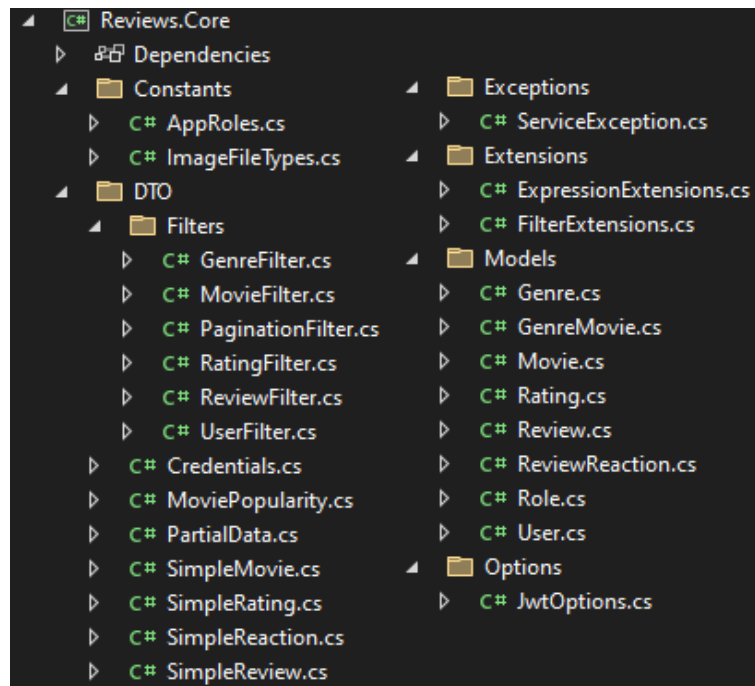 C# Reviews.Core
Dependencies
Constants
C# AppRoles.cs
C# ImageFileTypes.cs
DTO
Filters
C# GenreFilter.cs
C# MovieFilter.cs
C# PaginationFilter.cs
C# RatingFilter.cs
C# ReviewFilter.cs
C# UserFilter.cs
C# Credentials.cs
C# MoviePopularity.cs
C# PartialData.cs
C# SimpleMovie.cs
C# SimpleRating.cs
C# SimpleReaction.cs
C# SimpleReview.cs
Exceptions
C# ServiceException.cs
Extensions
C# ExpressionExtensions.cs
C# FilterExtensions.cs
Models
C# Genre.cs
C# GenreMovie.cs
C# Movie.cs
C# Rating.cs
C# Review.cs
C# ReviewReaction.cs
C# Role.cs
C# User.cs
Options
C# JwtOptions.cs